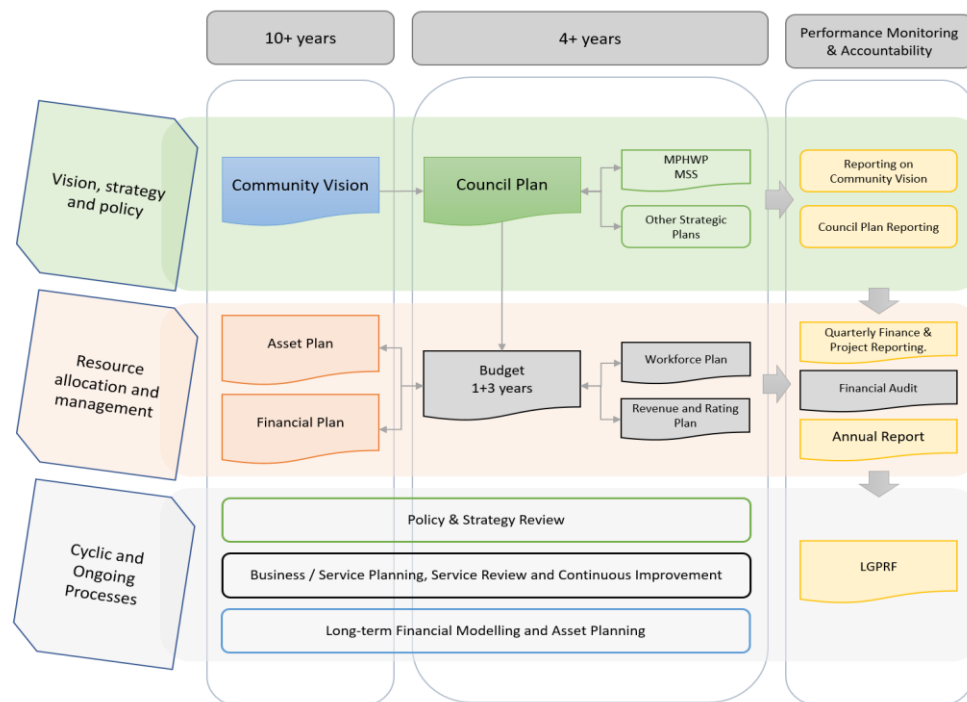 10+ years
4+ years
Performance Monitoring
& Accountability
Vision, strategy
and policy
Community Vision
Council Plan
MPHWP
MSS
Other Strategic
Plans
Reporting on
Community Vision
Council Plan Reporting
Resource
allocation and
management
Asset Plan
Financial Plan
Budget
1+3 years
Workforce Plan
Revenue and Rating
Plan
Quarterly Finance &
Project Reporting.
Financial Audit
Annual Report
Cyclic and
Ongoing
Processes
Policy & Strategy Review
Business / Service Planning, Service Review and Continuous Improvement
Long-term Financial Modelling and Asset Planning
LGPRF